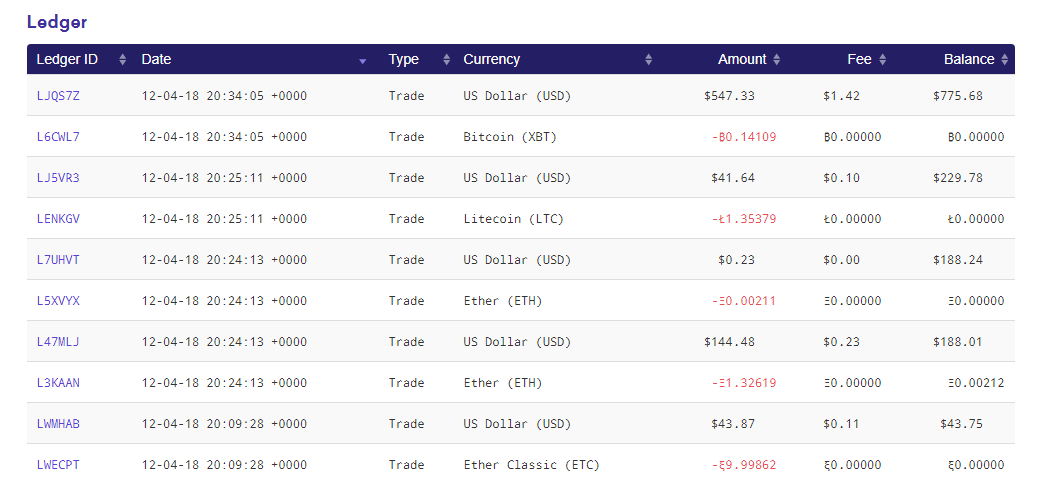 Ledger
Ledger ID Date Type Currency Amount Fee Balance
LJQS7Z 12-04-18 20:34:05 +0000 Trade US Dollar (USD) $547.33 $1.42 $775.68
L6CWL7 12-04-18 20:34:05 +0000 Trade Bitcoin (XBT) -฿0.14109 ฿0.00000 ฿0.00000
LJ5VR3 12-04-18 20:25:11 +0000 Trade US Dollar (USD) $41.64 $0.10 $229.78
LENKGV 12-04-18 20:25:11 +0000 Trade Litecoin (LTC) -Ł1.35379 Ł0.00000 Ł0.00000
L7UHVT 12-04-18 20:24:13 +0000 Trade US Dollar (USD) $0.23 $0.00 $188.24
L5XVYX 12-04-18 20:24:13 +0000 Trade Ether (ETH) -Ξ0.00211 Ξ0.00000 Ξ0.00000
L47MLJ 12-04-18 20:24:13 +0000 Trade US Dollar (USD) $144.48 $0.23 $188.01
L3KAAN 12-04-18 20:24:13 +0000 Trade Ether (ETH) -Ξ1.32619 Ξ0.00000 Ξ0.00212
LWMHAB 12-04-18 20:09:28 +0000 Trade US Dollar (USD) $43.87 $0.11 $43.75
LWECPT 12-04-18 20:09:28 +0000 Trade Ether Classic (ETC) -ξ9.99862 ξ0.00000 ξ0.00000